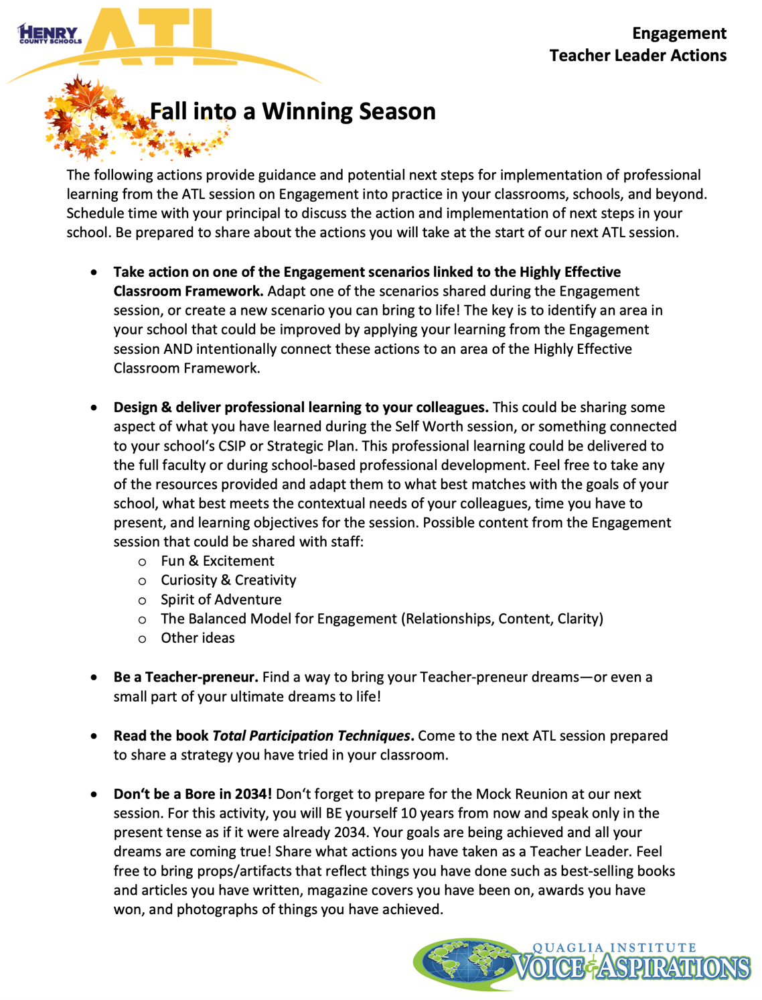 HENRY
COUNTY SCHOOLS
ATL
Engagement
Teacher Leader Actions
Fall into a Winning Season
The following actions provide guidance and potential next steps for implementation of professional
learning from the ATL session on Engagement into practice in your classrooms, schools, and beyond.
Schedule time with your principal to discuss the action and implementation of next steps in your
school. Be prepared to share about the actions you will take at the start of our next ATL session.
• Take action on one of the Engagement scenarios linked to the Highly Effective
Classroom Framework. Adapt one of the scenarios shared during the Engagement
session, or create a new scenario you can bring to life! The key is to identify an area in
your school that could be improved by applying your learning from the Engagement
session AND intentionally connect these actions to an area of the Highly Effective
Classroom Framework.
• Design & deliver professional learning to your colleagues. This could be sharing some
aspect of what you have learned during the Self Worth session, or something connected
to your school‘s CSIP or Strategic Plan. This professional learning could be delivered to
the full faculty or during school-based professional development. Feel free to take any
of the resources provided and adapt them to what best matches with the goals of your
school, what best meets the contextual needs of your colleagues, time you have to
present, and learning objectives for the session. Possible content from the Engagement
session that could be shared with staff:
o Fun & Excitement
o Curiosity & Creativity
o Spirit of Adventure
o The Balanced Model for Engagement (Relationships, Content, Clarity)
o Other ideas
• Be a Teacher-preneur. Find a way to bring your Teacher-preneur dreams—or even a
small part of your ultimate dreams to life!
• Read the book Total Participation Techniques. Come to the next ATL session prepared
to share a strategy you have tried in your classroom.
• Don‘t be a Bore in 2034! Don‘t forget to prepare for the Mock Reunion at our next
session. For this activity, you will BE yourself 10 years from now and speak only in the
present tense as if it were already 2034. Your goals are being achieved and all your
dreams are coming true! Share what actions you have taken as a Teacher Leader. Feel
free to bring props/artifacts that reflect things you have done such as best-selling books
and articles you have written, magazine covers you have been on, awards you have
won, and photographs of things you have achieved.
QUAGLIA INSTITUTE
VOICE & ASPIRATIONS